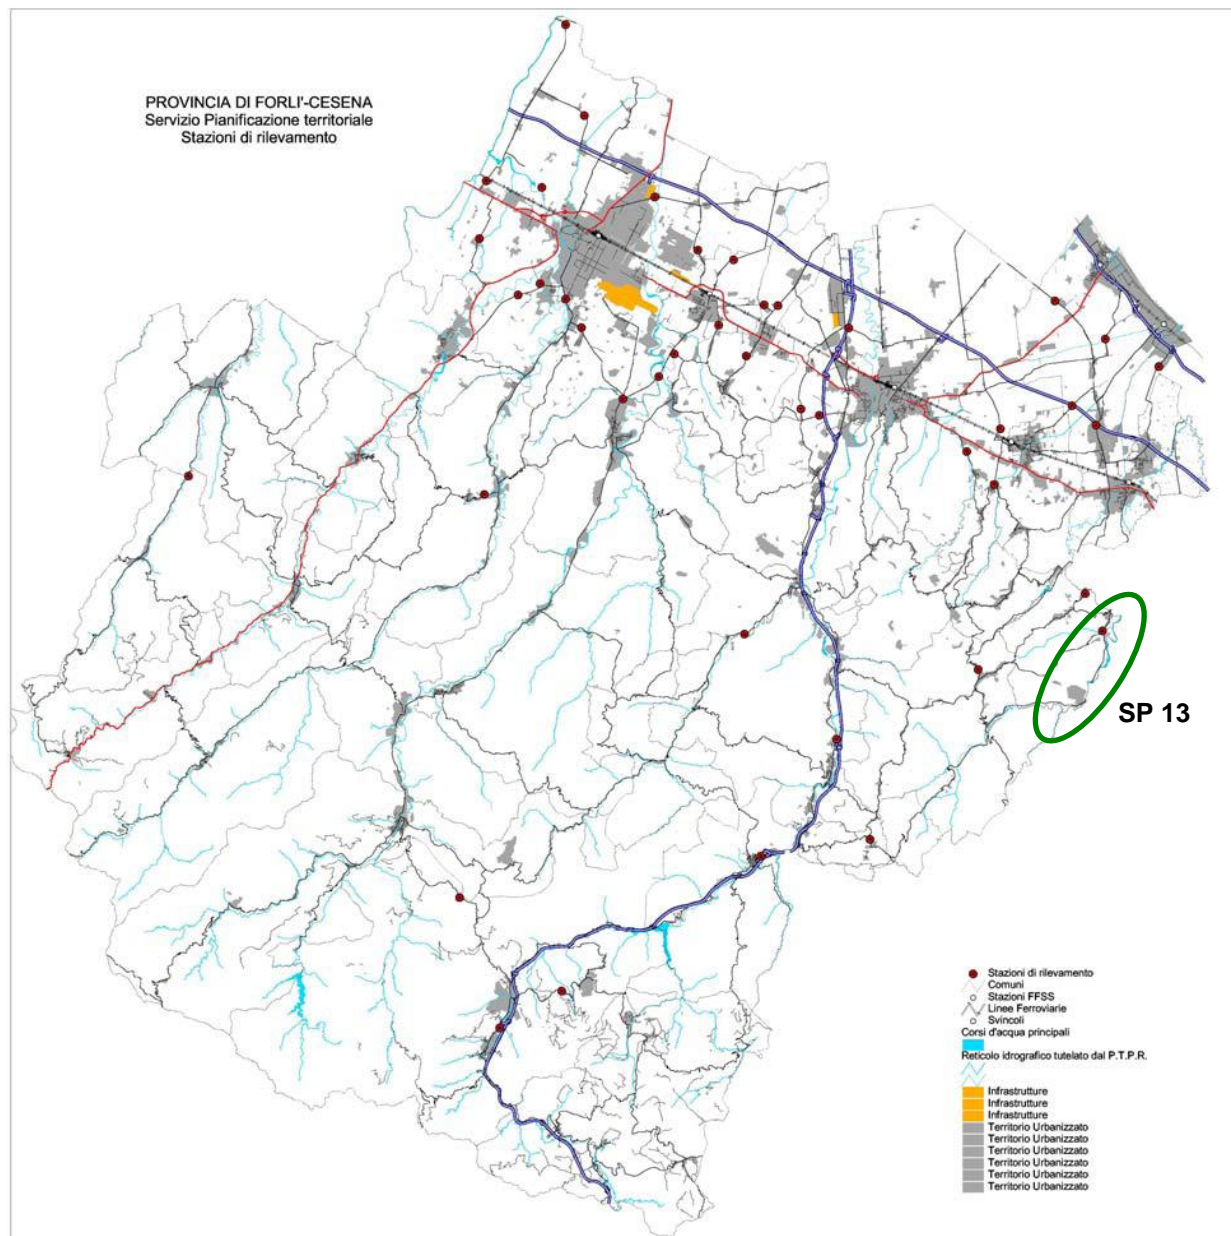 PROVINCIA DI FORLI'-CESENA
Servizio Pianificazione territoriale
Stazioni di rilevamento
SP 13
Stazioni di rilevamento
Comuni
Stazioni FFSS
Linee Ferroviarie
Svincoli
Corsi d'acqua principali
Reticolo idrografico tutelato dal P.T.P.R.
Infrastrutture
Infrastrutture
Infrastrutture
Territorio Urbanizzato
Territorio Urbanizzato
Territorio Urbanizzato
Territorio Urbanizzato
Territorio Urbanizzato
Territorio Urbanizzato